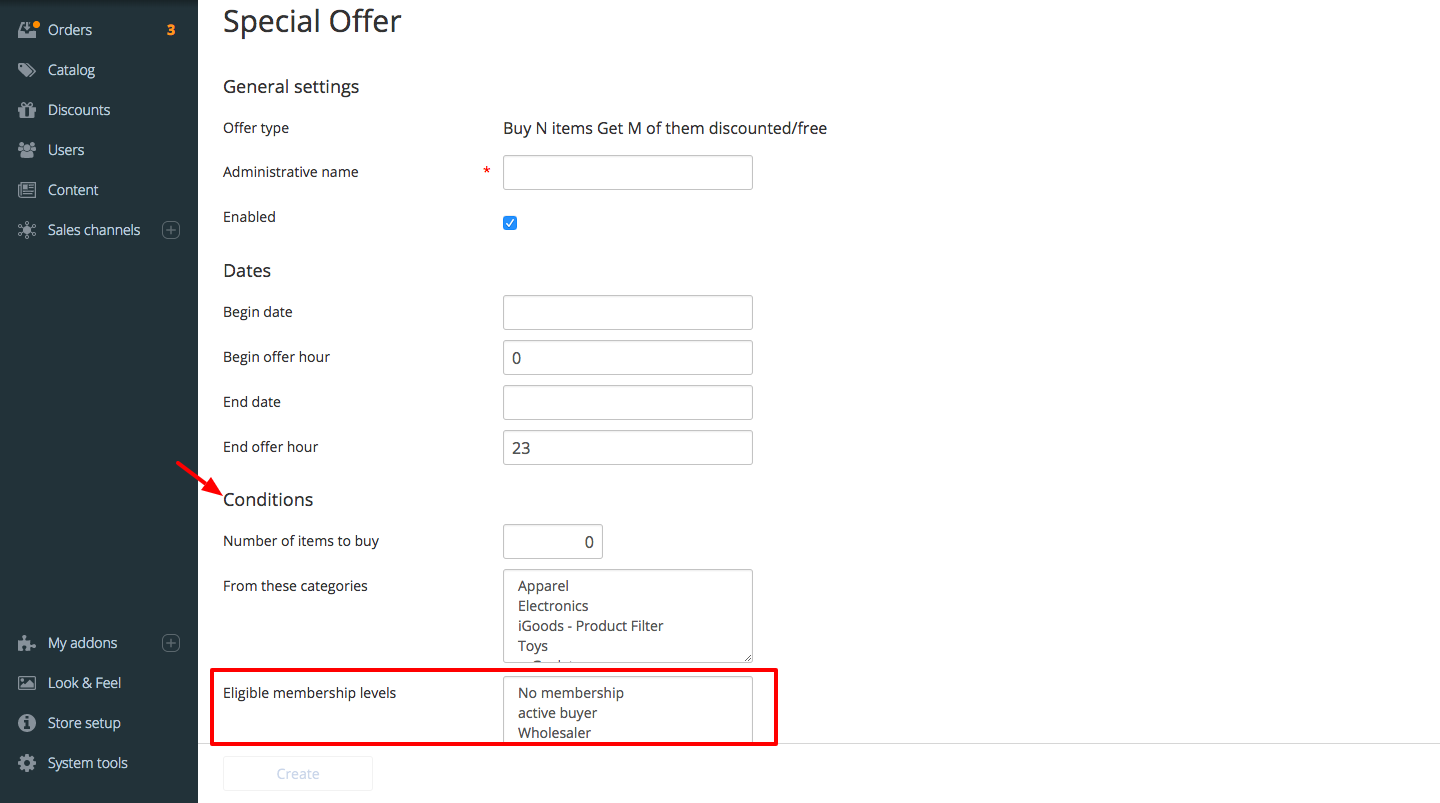 Orders 3
Catalog
Discounts
Users
Content
Sales channels
My addons
Look & Feel
Store setup
System tools
Special Offer
General settings
Offer type Buy N items Get M of them discounted/free
Administrative name *
Enabled
Dates
Begin date
Begin offer hour 0
End date
End offer hour 23
Conditions
Number of items to buy 0
From these categories Apparel
Electronics
iGoods - Product Filter
Toys
Eligible membership levels No membership
active buyer
Wholesaler
Create